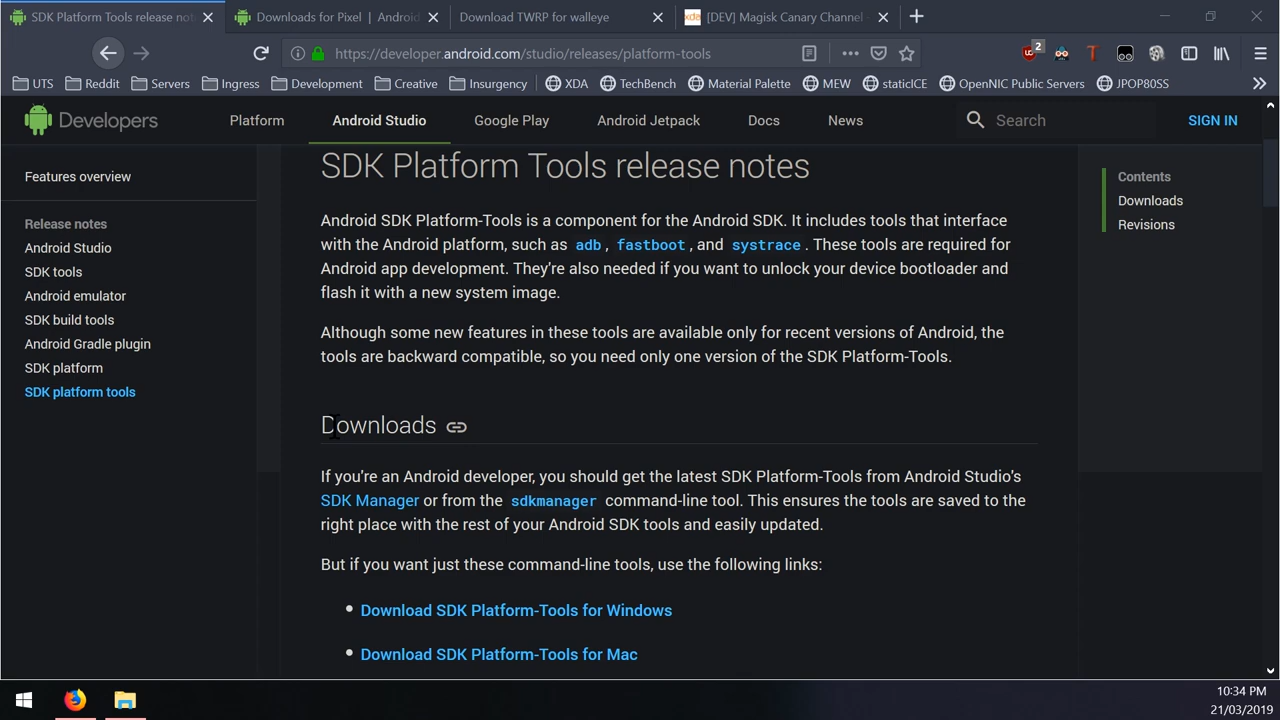 SDK Platform Tools release not
Downloads for Pixel | Android
Download TWRP for walleye
xda [DEV] Magisk Canary Channel -
https://developer.android.com/studio/releases/platform-tools
2
UTS Reddit Servers Ingress Development Creative Insurgency XDA TechBench Material Palette MEW staticICE OpenNIC Public Servers JPOP80SS
Developers Platform Android Studio Google Play Android Jetpack Docs News Search SIGN IN
Features overview
Release notes
Android Studio
SDK tools
Android emulator
SDK build tools
Android Gradle plugin
SDK platform
SDK platform tools
SDK Platform Tools release notes
Android SDK Platform-Tools is a component for the Android SDK. It includes tools that interface
with the Android platform, such as adb, fastboot, and systrace. These tools are required for
Android app development. They're also needed if you want to unlock your device bootloader and
flash it with a new system image.
Although some new features in these tools are available only for recent versions of Android, the
tools are backward compatible, so you need only one version of the SDK Platform-Tools.
Downloads
If you're an Android developer, you should get the latest SDK Platform-Tools from Android Studio's
SDK Manager or from the sdkmanager command-line tool. This ensures the tools are saved to the
right place with the rest of your Android SDK tools and easily updated.
But if you want just these command-line tools, use the following links:
• Download SDK Platform-Tools for Windows
• Download SDK Platform-Tools for Mac
Contents
Downloads
Revisions
10:34 PM
21/03/2019